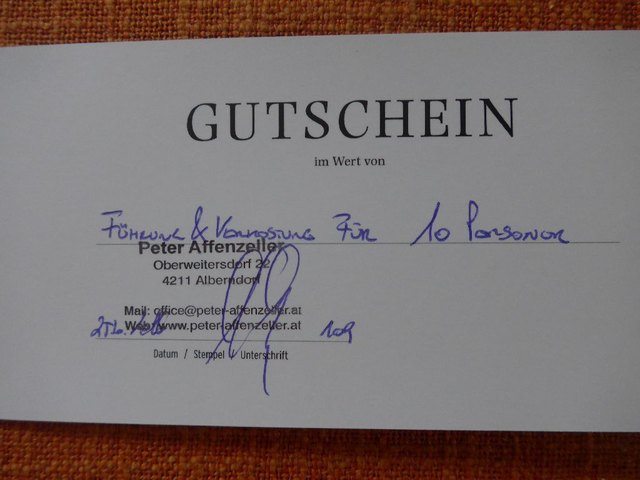 GUTSCHEIN
im Wert von
Führung & Verkostung für 10 Personen
Peter Affenzeller
Oberweitersdorf 22
4211 Alberndorf
Mail: office@peter-affenzeller.at
Web: www.peter-affenzeller.at
109
Datum / Stempel / Unterschrift